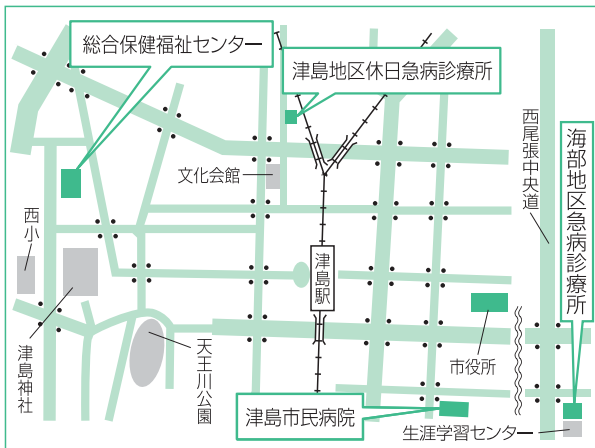 総合保健福祉センター
津島地区休日急病診療所
西尾張中央道
海部地区急病診療所
文化会館
西小
津島駅
津島神社
天王川公園
市役所
津島市民病院
生涯学習センター